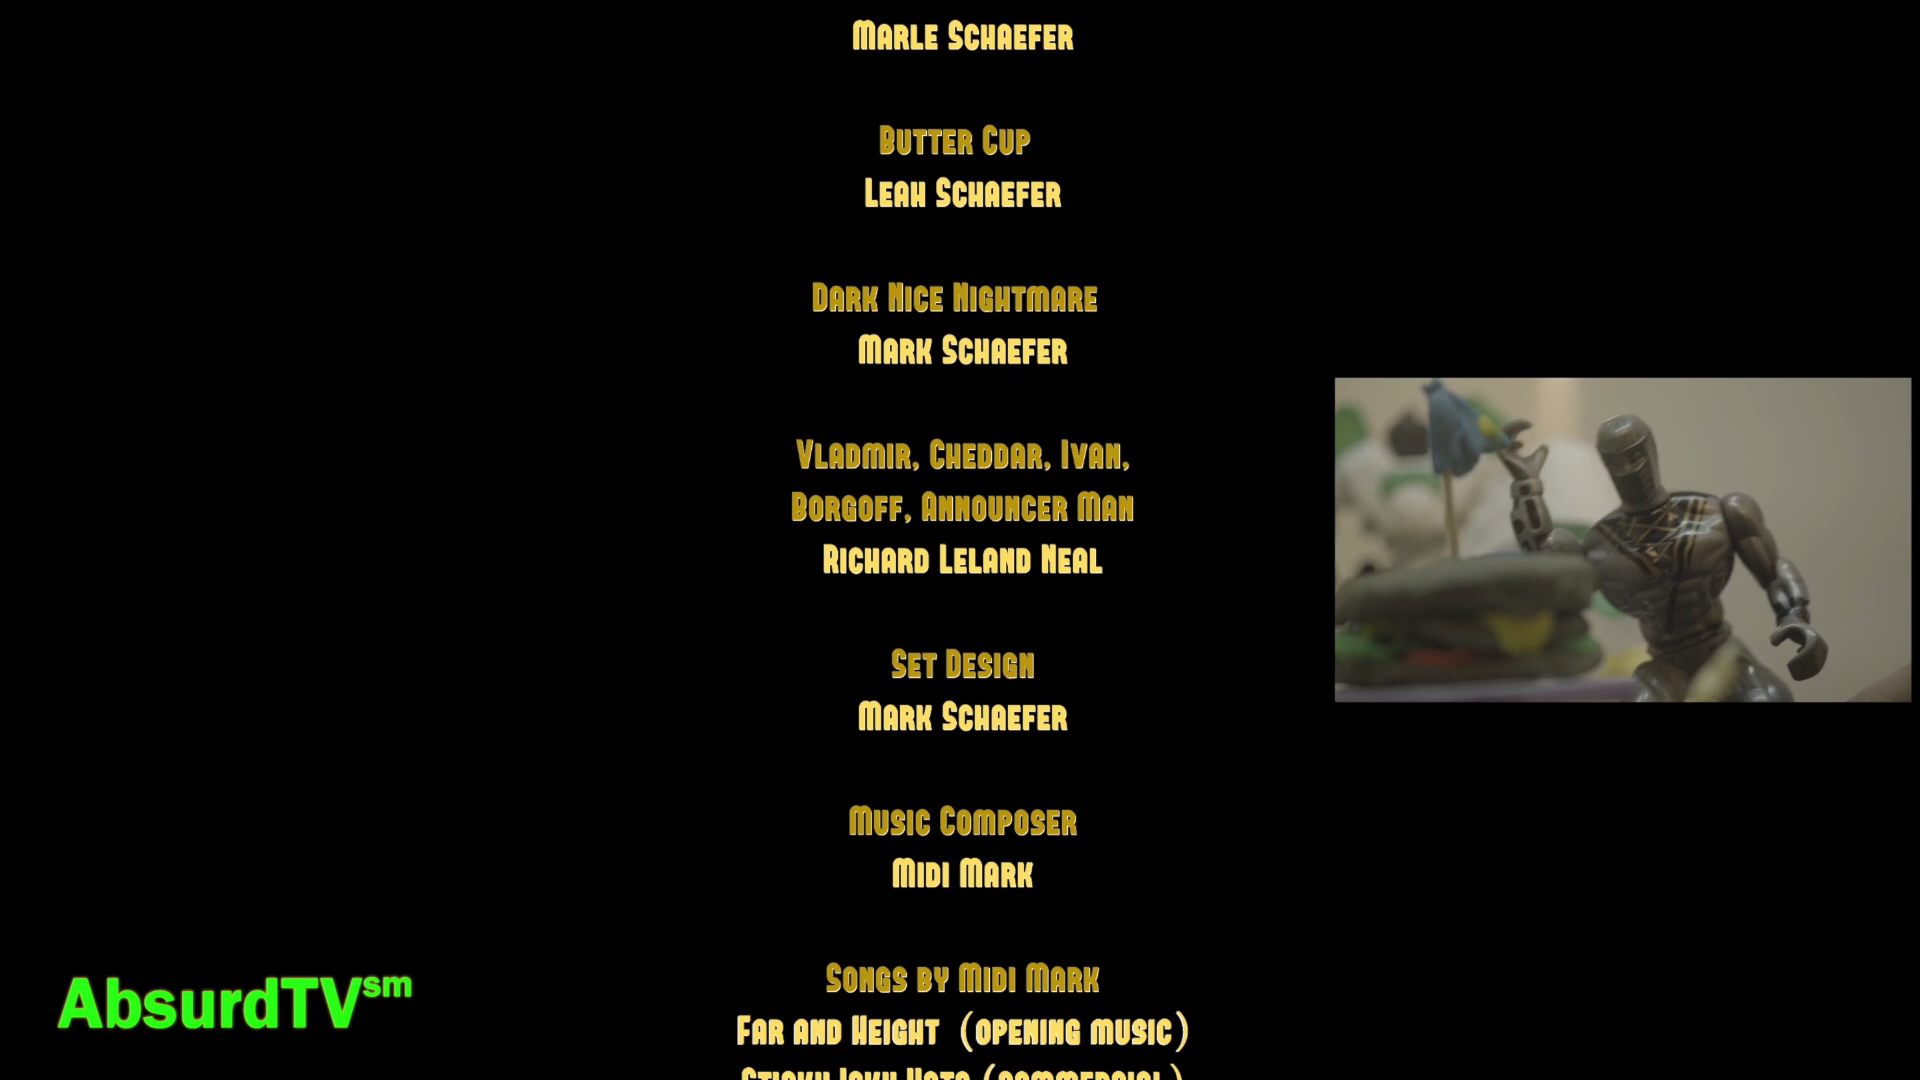 Marle Schaefer
Butter Cup
Leah Schaefer
Dark Nice Nightmare
Mark Schaefer
Vladmir, Cheddar, Ivan,
Borgoff, Announcer Man
Richard Leland Neal
Set Design
Mark Schaefer
Music Composer
Midi Mark
Songs by Midi Mark
Far and Height (opening music)
(commercial)
AbsurdTVsm